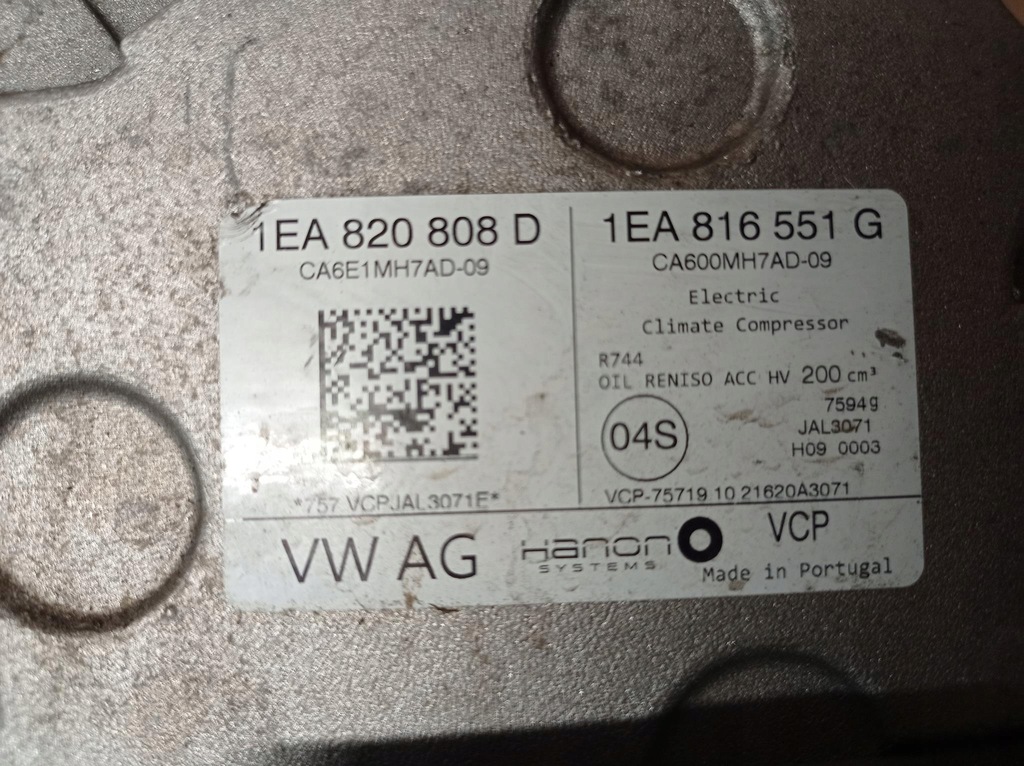 1EA 820 808 D
CA6E1MH7AD-09
*757 VCPJAL3071E*
1EA 816 551 G
CA600MH7AD-09
Electric
Climate Compressor
R744
OIL RENISO ACC HV 200 cm³
7594g
04S
JAL3071
H09 0003
VCP-75719 10 21620A3071
VW AG
Hanon
SYSTEMS
VCP
Made in Portugal